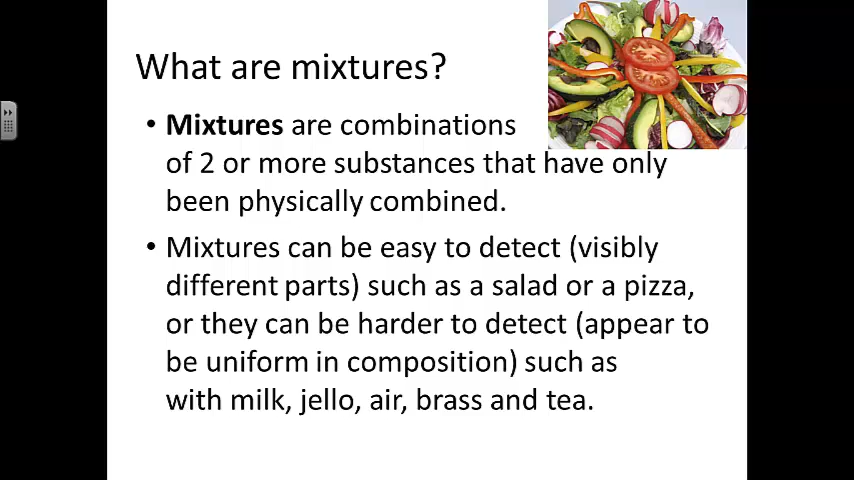 What are mixtures?
• Mixtures are combinations
of 2 or more substances that have only
been physically combined.
• Mixtures can be easy to detect (visibly
different parts) such as a salad or a pizza,
or they can be harder to detect (appear to
be uniform in composition) such as
with milk, jello, air, brass and tea.